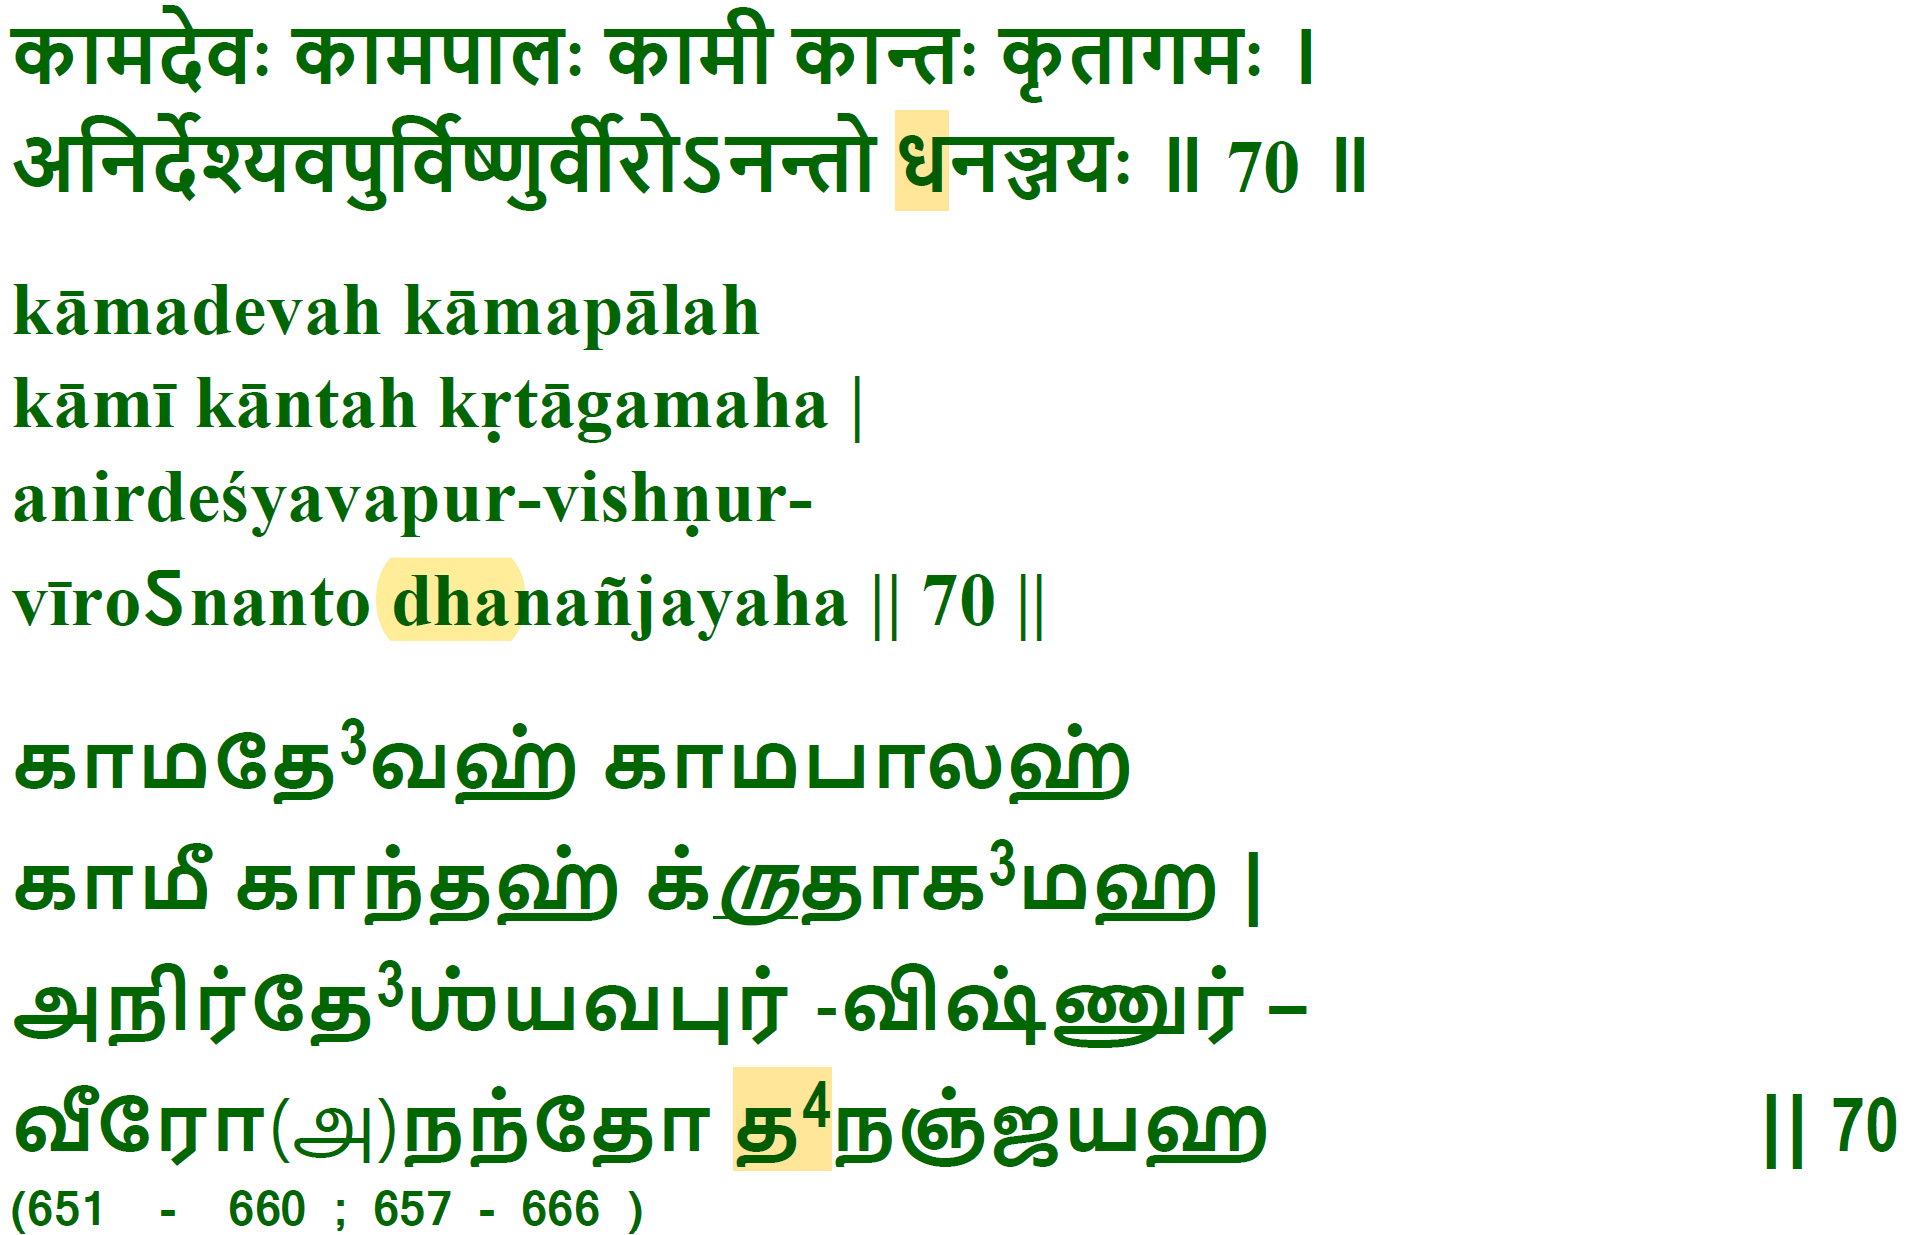 कामदेवः कामपालः कामी कान्तः कृतागमः ।
अनिर्देश्यवपुर्विष्णुर्वीरोऽनन्तो धनञ्जयः ॥ 70 ॥
kāmadevah kāmapālah
kāmī kāntah kṛtāgamaha |
anirdeśyavapur-vishṇur-
vīroऽnanto dhanañjayaha || 70 ||
காமதே³வஹ் காமபாலஹ்
காமீ காந்தஹ் க்ருதாக³மஹ |
அநிர்தே³ஶ்யவபுர் -விஷ்ணுர் –
வீரோ(அ)நந்தோ த⁴நஞ்ஜயஹ || 70
(651 - 660 ; 657 - 666 )